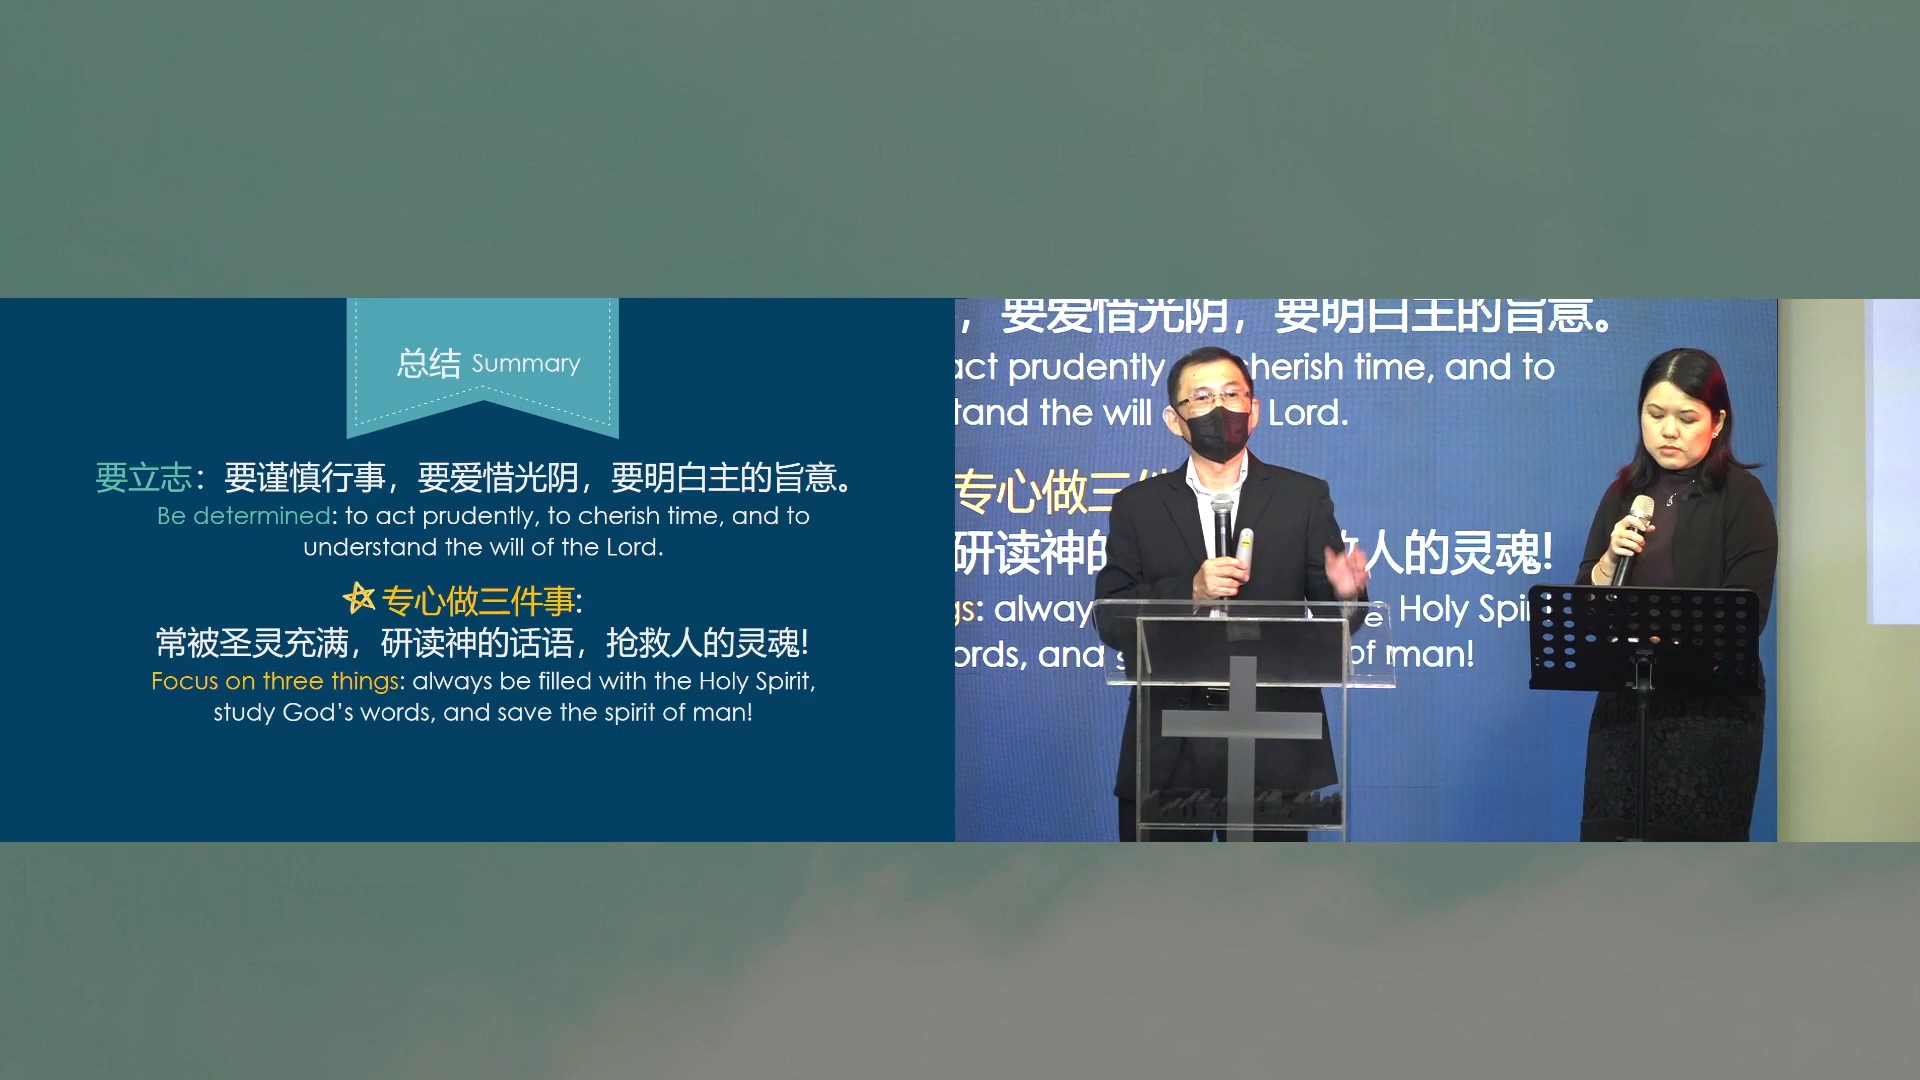 总结 Summary
要立志：要谨慎行事，要爱惜光阴，要明白主的旨意。
Be determined: to act prudently, to cherish time, and to
understand the will of the Lord.
专心做三件事:
常被圣灵充满，研读神的话语，抢救人的灵魂!
Focus on three things: always be filled with the Holy Spirit,
study God's words, and save the spirit of man!
，要爱惜光阴，要明白主的旨意。
act prudently cherish time, and to
tand the will Lord.
专心做三
研读神的 救人的灵魂!
gs: alway e Holy Spir
ords, and s of man!